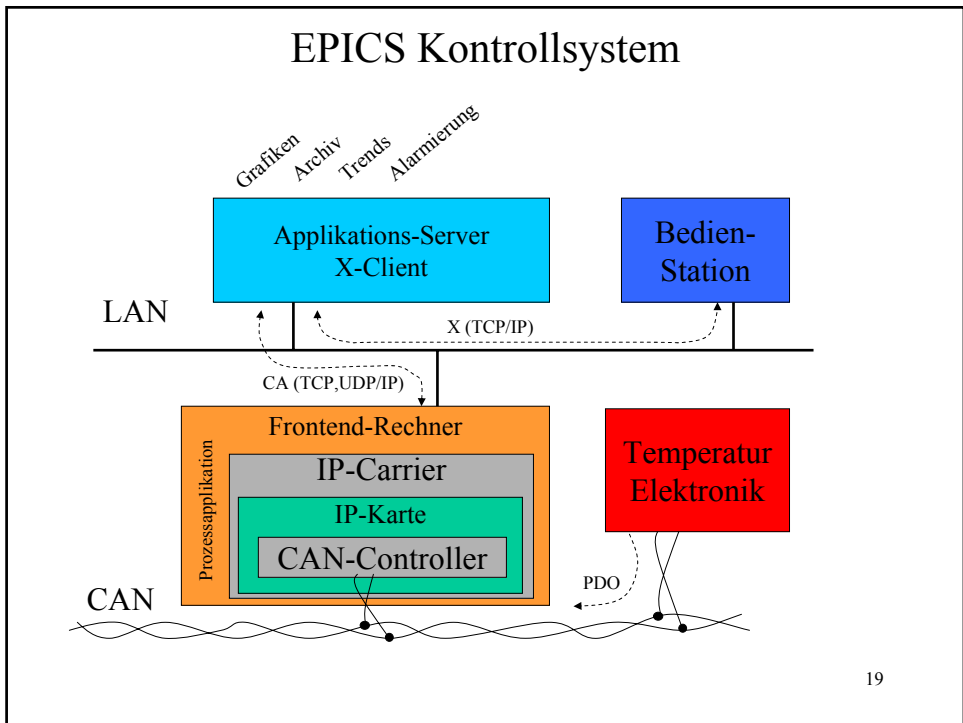 EPICS Kontrollsystem
Grafiken
Archiv
Trends
Alarmierung
Applikations-Server
X-Client
Bedien-
Station
LAN
X (TCP/IP)
CA (TCP,UDP/IP)
Frontend-Rechner
Prozessapplikation
IP-Carrier
IP-Karte
CAN-Controller
Temperatur
Elektronik
PDO
CAN
19